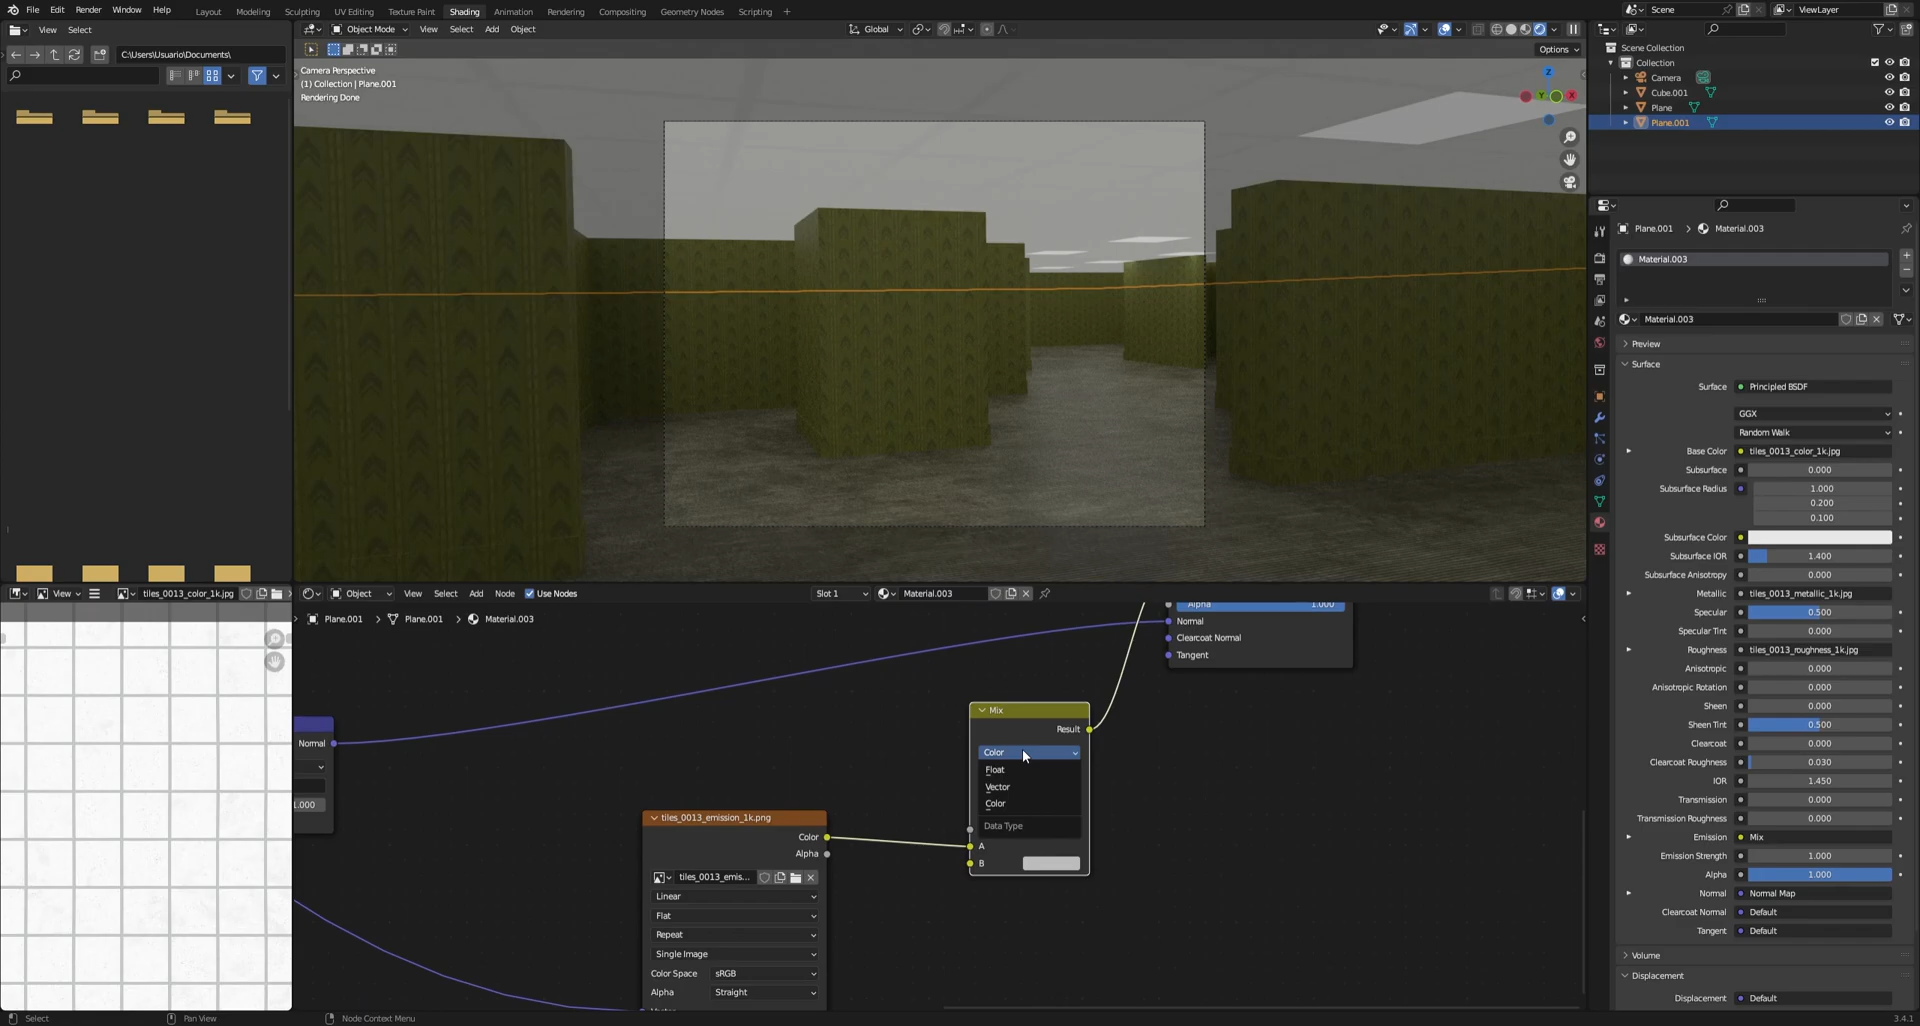 File Edit Render Window Help
Layout Modeling Sculpting UV Editing Texture Paint Shading Animation Rendering Compositing Geometry Nodes Scripting +
Scene
ViewLayer
View Select
C:\Users\Usuario\Documents\
Object Mode View Select Add Object
Global
Options
Camera Perspective
(1) Collection | Plane.001
Rendering Done
Z
Y
X
Scene Collection
Collection
Camera
Cube.001
Plane
Plane.001
Plane.001 > Material.003
Material.003
Material.003
Preview
Surface
Surface Principled BSDF
GGX
Random Walk
Base Color tiles_0013_color_1k.jpg
Subsurface 0.000
Subsurface Radius 1.000
0.200
0.100
Subsurface Color
Subsurface IOR 1.400
Subsurface Anisotropy 0.000
Metallic tiles_0013_metallic_1k.jpg
Specular 0.500
Specular Tint 0.000
Roughness tiles_0013_roughness_1k.jpg
Anisotropic 0.000
Anisotropic Rotation 0.000
Sheen 0.000
Sheen Tint 0.500
Clearcoat 0.000
Clearcoat Roughness 0.030
IOR 1.450
Transmission 0.000
Transmission Roughness 0.000
Emission Mix
Emission Strength 1.000
Alpha 1.000
Normal Normal Map
Clearcoat Normal Default
Tangent Default
Volume
Displacement
Displacement Default
View tiles_0013_color_1k.jpg
Object View Select Add Node Use Nodes Slot 1 Material.003
Plane.001 > Plane.001 > Material.003
Alpha 1.000
Normal
Clearcoat Normal
Tangent
Normal
1.000
Mix
Result
Color
Float
Vector
Color
Data Type
A
B
tiles_0013_emission_1k.png
Color
Alpha
tiles_0013_emis...
Linear
Flat
Repeat
Single Image
Color Space sRGB
Alpha Straight
Select Pan View Node Context Menu 3.4.1